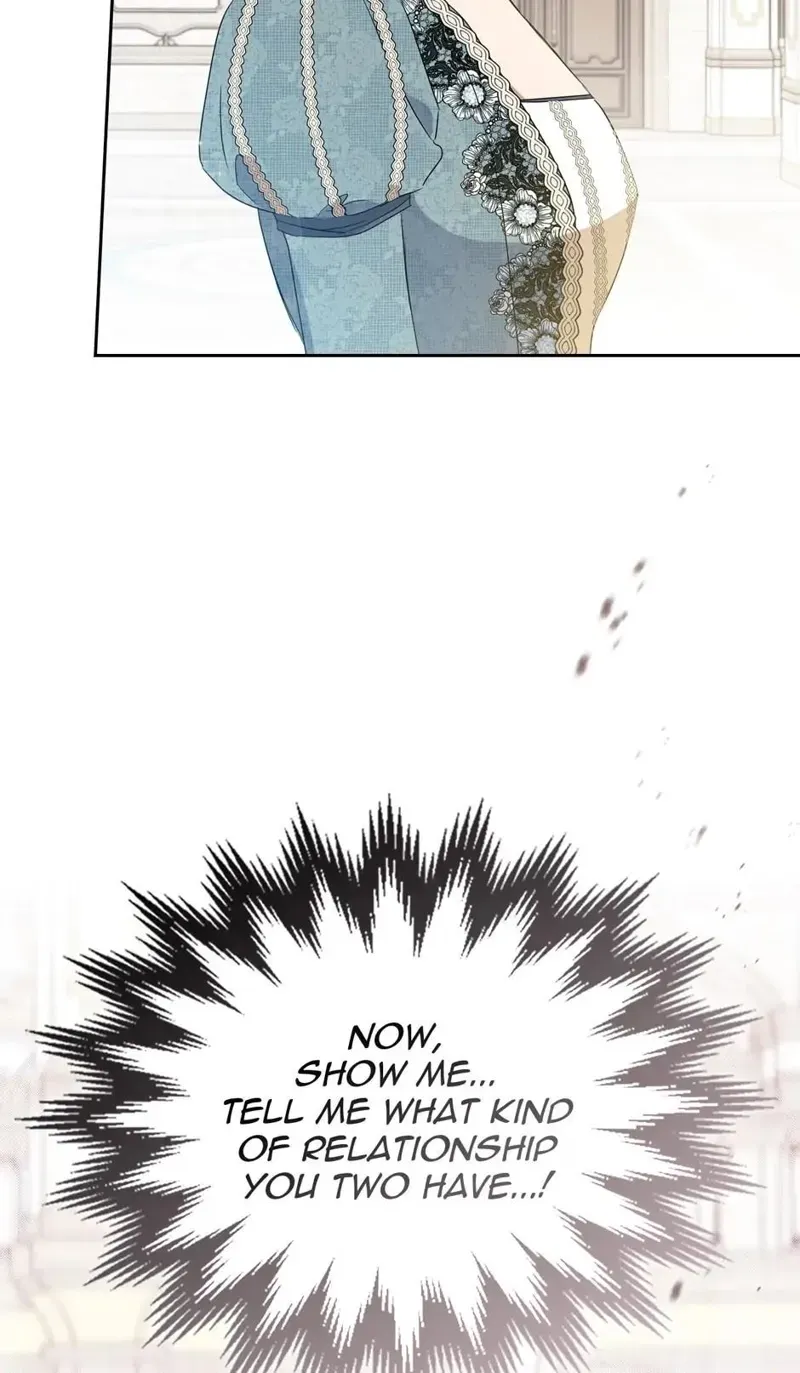 NOW,
SHOW ME...
TELL ME WHAT KIND
OF RELATIONSHIP
YOU TWO HAVE...!